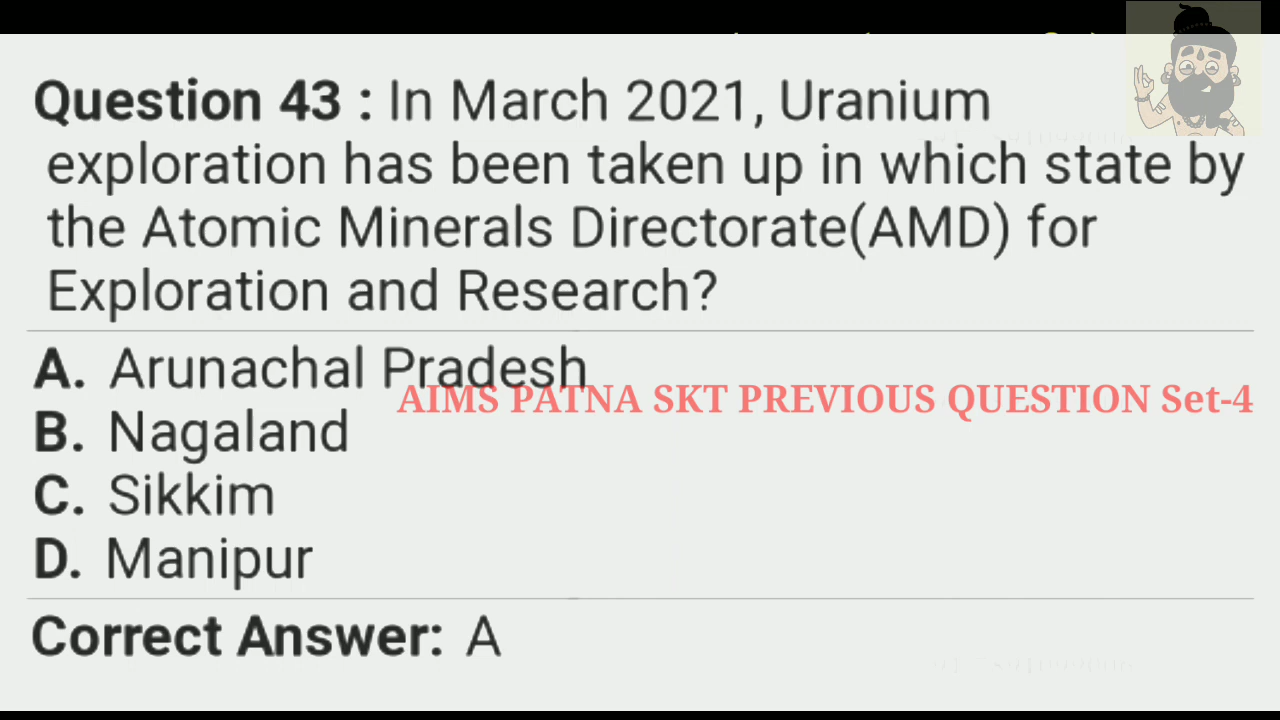 Question 43 : In March 2021, Uranium
exploration has been taken up in which state by
the Atomic Minerals Directorate(AMD) for
Exploration and Research?
A. Arunachal Pradesh
AIMS PATNA SKT PREVIOUS QUESTION Set-4
B. Nagaland
C. Sikkim
D. Manipur
Correct Answer: A